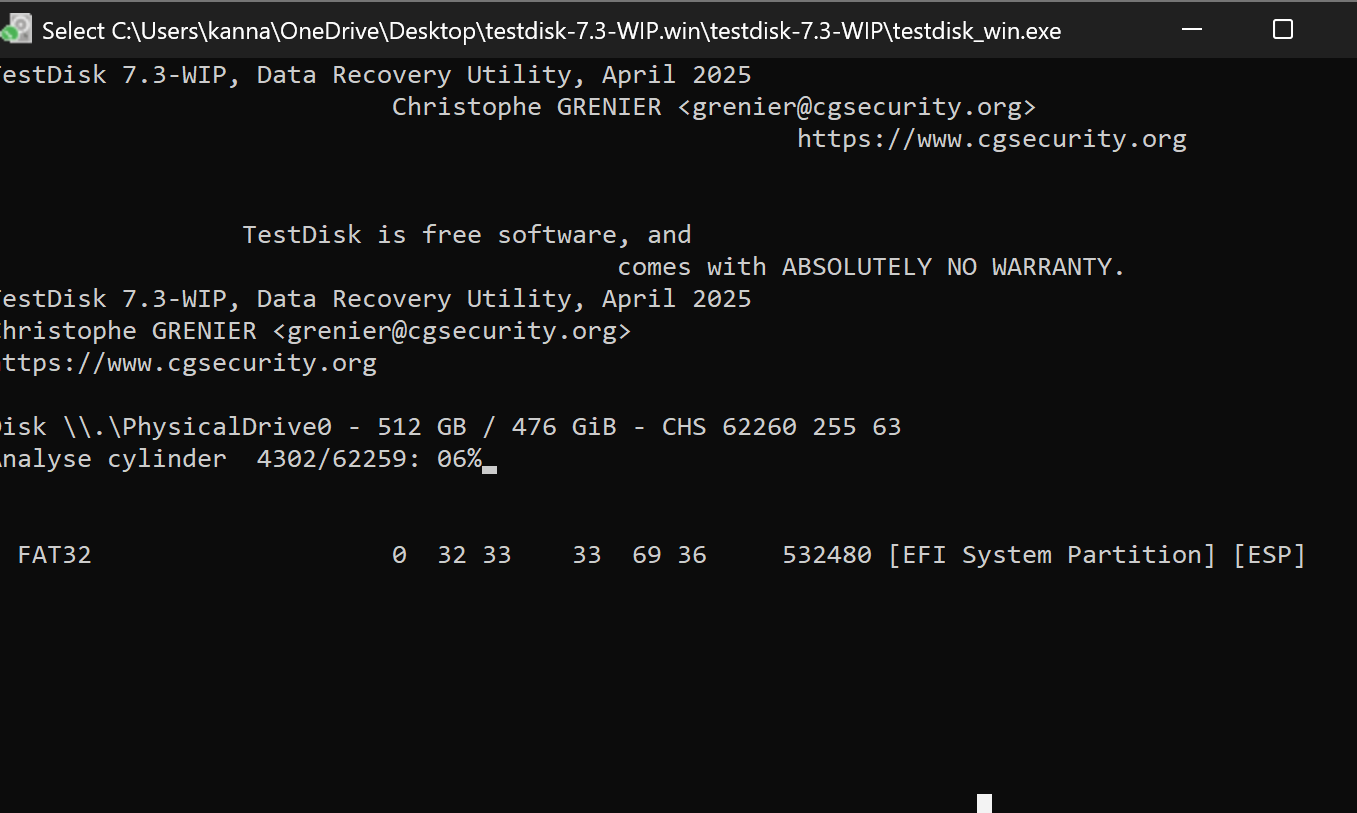 Select C:\Users\kanna\OneDrive\Desktop\testdisk-7.3-WIP.win\testdisk-7.3-WIP\testdisk_win.exe
estDisk 7.3-WIP, Data Recovery Utility, April 2025
Christophe GRENIER <grenier@cgsecurity.org>
https://www.cgsecurity.org
TestDisk is free software, and
comes with ABSOLUTELY NO WARRANTY.
estDisk 7.3-WIP, Data Recovery Utility, April 2025
hristophe GRENIER <grenier@cgsecurity.org>
ttps://www.cgsecurity.org
isk \\.\PhysicalDrive0 - 512 GB / 476 GiB - CHS 62260 255 63
nalyse cylinder 4302/62259: 06%
FAT32 0 32 33 33 69 36 532480 [EFI System Partition] [ESP]